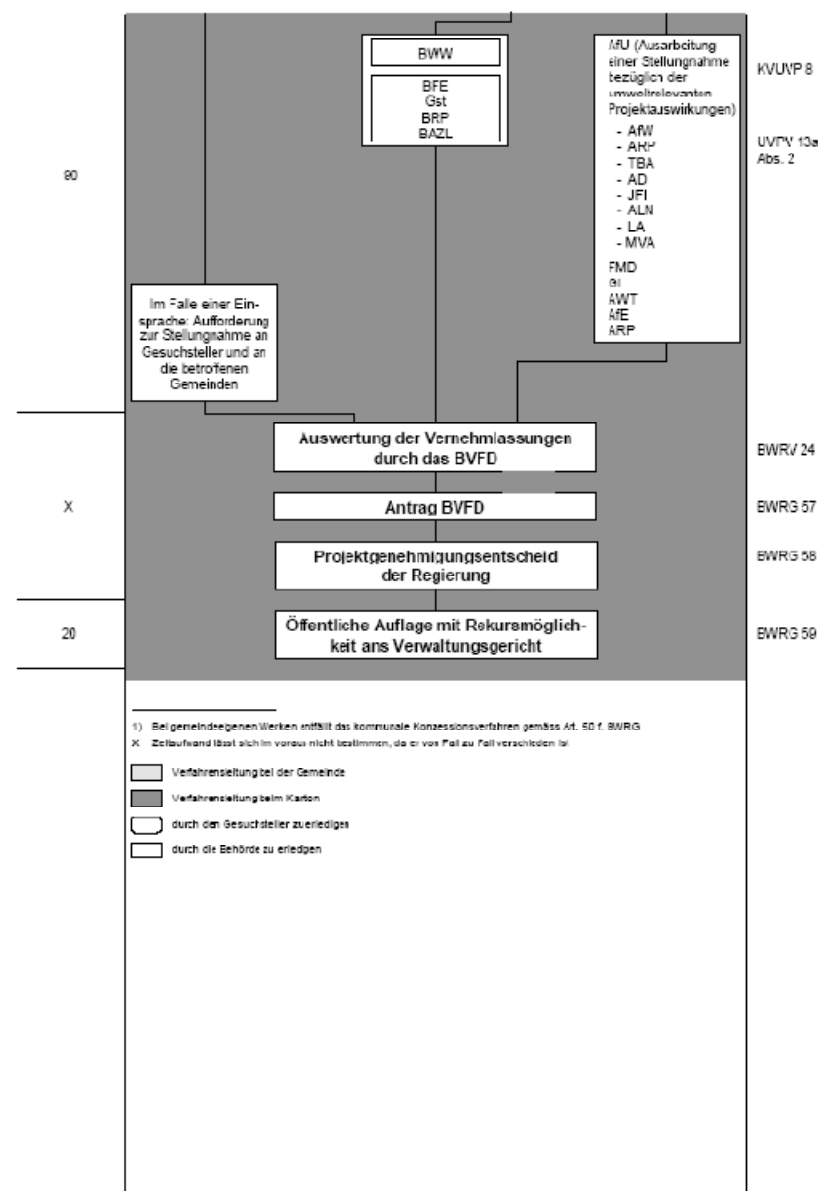 BWW
BFE
Gst
BRP
BAZL
AfU (Ausarbeitung
einer Stellungnahme
bezüglich der
umweltrelevanten
Projektauswirkungen)
- AfW
- ARP
- TBA
- AD
- JFI
- ALN
- LA
- MVA
FMD
GI
AWT
AfE
ARP
KVUVP 8
UVPV 13a
Abs. 2
90
Im Falle einer Ein-
sprache: Aufforderung
zur Stellungnahme an
Gesuchsteller und an
die betroffenen
Gemeinden
Auswertung der Vernehmlassungen
durch das BVFD
BWRV 24
X
Antrag BVFD
BWRG 57
Projektgenehmigungsentscheid
der Regierung
BWRG 58
20
Öffentliche Auflage mit Rekursmöglich-
keit ans Verwaltungsgericht
BWRG 59
1) Bei gemeindeeigenen Werken entfällt das kommunale Konzessionsverfahren gemäss Art. 50 f. BWRG
X Zeitaufwand lässt sich im voraus nicht bestimmen, da er von Fall zu Fall verschieden ist
Verfahrensleitung bei der Gemeinde
Verfahrensleitung beim Kanton
durch den Gesuchsteller zu erledigen
durch die Behörde zu erledigen